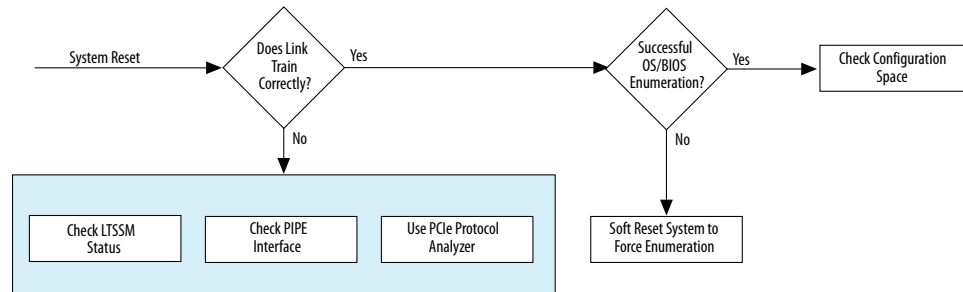 System Reset
Does Link
Train
Correctly?
Yes
Successful
OS/BIOS
Enumeration?
Yes
Check Configuration
Space
No
No
Check LTSSM
Status
Check PIPE
Interface
Use PCIe Protocol
Analyzer
Soft Reset System to
Force Enumeration